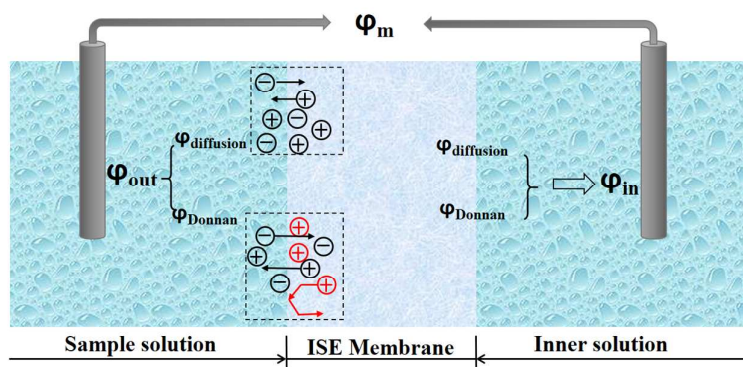 φm
φdiffusion
φout
φDonnan
φdiffusion
φin
φDonnan
Sample solution
ISE Membrane
Inner solution